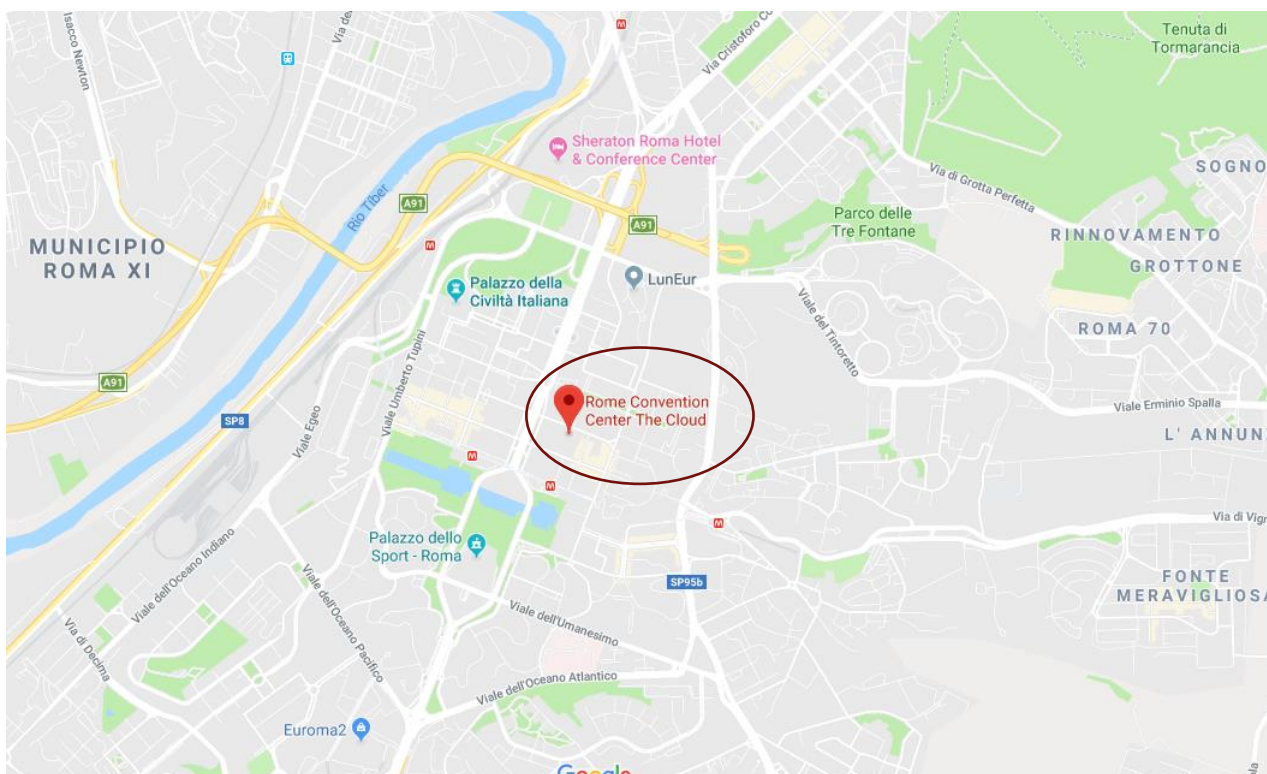 Isacco Newton
Via de
M
Via Cristoforo Co
Tenuta di
Tormarancia
Sheraton Roma Hotel
& Conference Center
Via di Grotta Perfetta
SOGNO
Rio Tiber
A91
A91
Parco delle
Tre Fontane
RINNOVAMENTO
GROTTONE
MUNICIPIO
ROMA XI
M
LunEur
Palazzo della
Civiltà Italiana
Viale del Tintoretto
ROMA 70
Viale Umberto Tupini
A91
Rome Convention
Center The Cloud
Viale Erminio Spalla
SP8
Viale Egeo
L' ANNUN
M
M
M
Via di Vign
Viale dell'Oceano Indiano
Palazzo dello
Sport - Roma
SP95b
FONTE
MERAVIGLIOSA
Viale dell'Umanesimo
Via di Decima
Viale dell'Oceano Pacifico
Viale dell'Oceano Atlantico
Euroma2
Google